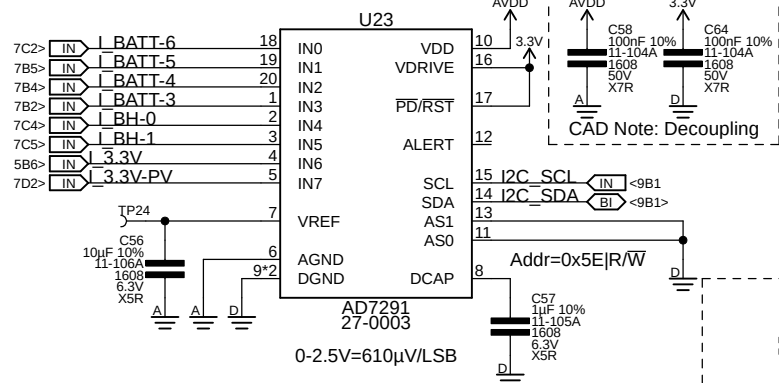 U23
AVDD
AVDD
3.3V
7C2> IN I_BATT-6 18 IN0
7B5> IN I_BATT-5 19 IN1
7B4> IN I_BATT-4 20 IN2
7B2> IN I_BATT-3 1 IN3
7C4> IN I_BH-0 2 IN4
7C5> IN I_BH-1 3 IN5
5B6> IN I_3.3V 4 IN6
7D2> IN I_3.3V-PV 5 IN7
TP24 7 VREF
6 AGND
9*2 DGND
VDD 10
VDRIVE 16
3.3V
PD/RST 17
ALERT 12
SCL 15 I2C_SCL IN <9B1
SDA 14 I2C_SDA BI <9B1>
AS1 13
AS0 11
DCAP 8
Addr=0x5E|R/W
D
C56
10µF 10%
11-106A
1608
6.3V
X5R
A
A
D
AD7291
27-0003
0-2.5V=610µV/LSB
C57
1µF 10%
11-105A
1608
6.3V
X5R
D
C58
100nF 10%
11-104A
1608
50V
X7R
A
C64
100nF 10%
11-104A
1608
50V
X7R
D
CAD Note: Decoupling